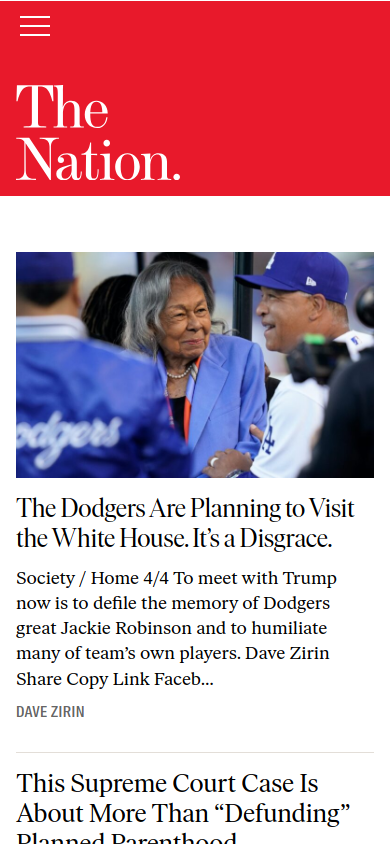 The
Nation.
odgers
The Dodgers Are Planning to Visit
the White House. It’s a Disgrace.
Society / Home 4/4 To meet with Trump
now is to defile the memory of Dodgers
great Jackie Robinson and to humiliate
many of team’s own players. Dave Zirin
Share Copy Link Faceb...
DAVE ZIRIN
This Supreme Court Case Is
About More Than “Defunding”
Planned Parenthood